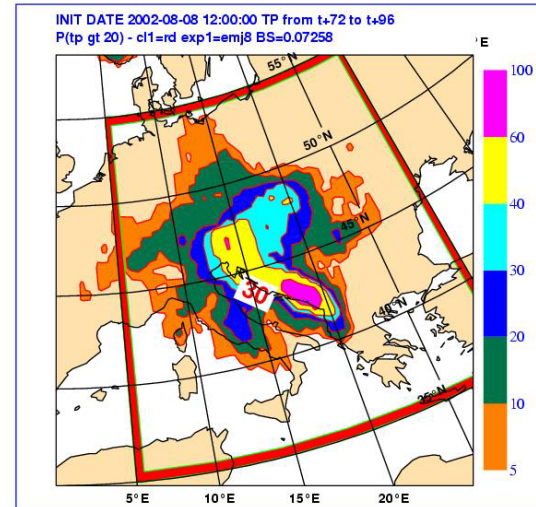 INIT DATE 2002-08-08 12:00:00 TP from t+72 to t+96
P(tp gt 20) - cl1=rd exp1=emj8 BS=0.07258
°E
55°N
50°N
45°N
40°N
35°N
30
100
60
40
30
20
10
5
5°E
10°E
15°E
20°E